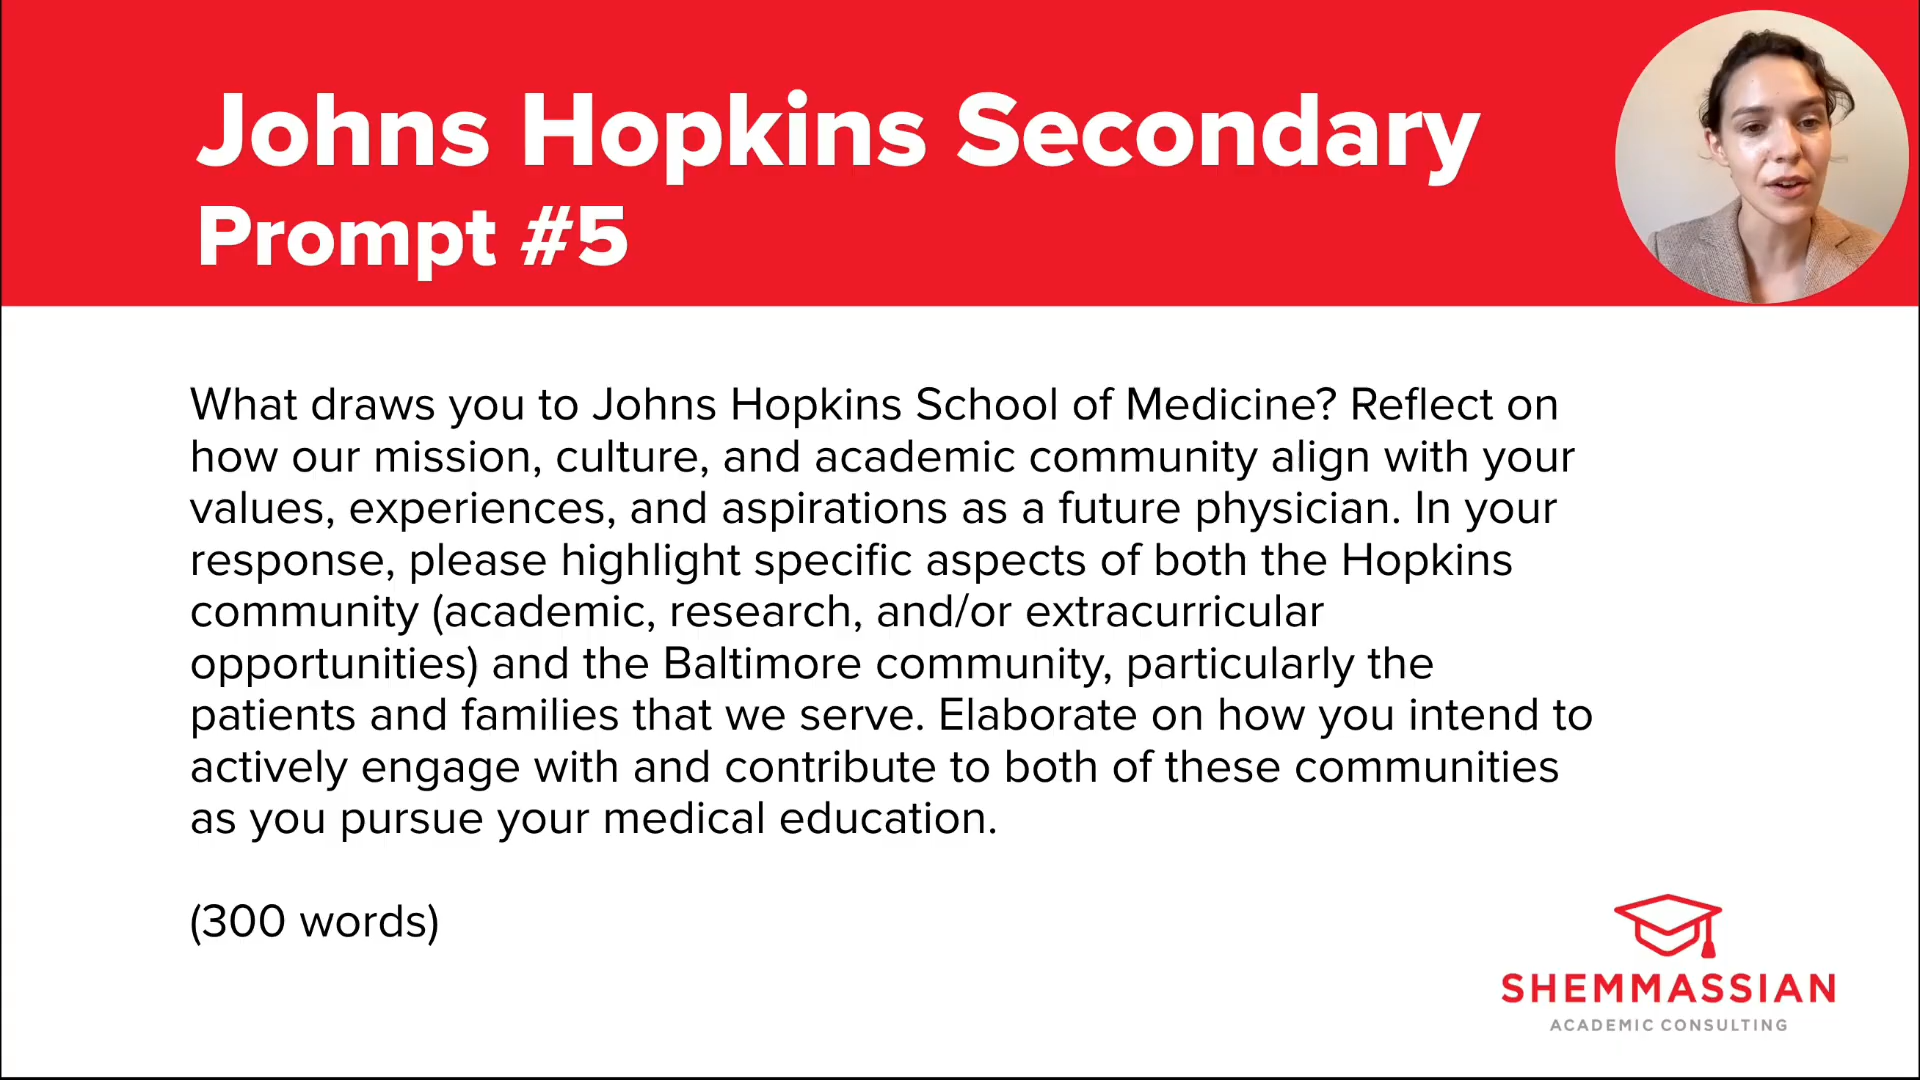 Johns Hopkins Secondary
Prompt #5
What draws you to Johns Hopkins School of Medicine? Reflect on
how our mission, culture, and academic community align with your
values, experiences, and aspirations as a future physician. In your
response, please highlight specific aspects of both the Hopkins
community (academic, research, and/or extracurricular
opportunities) and the Baltimore community, particularly the
patients and families that we serve. Elaborate on how you intend to
actively engage with and contribute to both of these communities
as you pursue your medical education.
(300 words)
SHEMMASSIAN
ACADEMIC CONSULTING